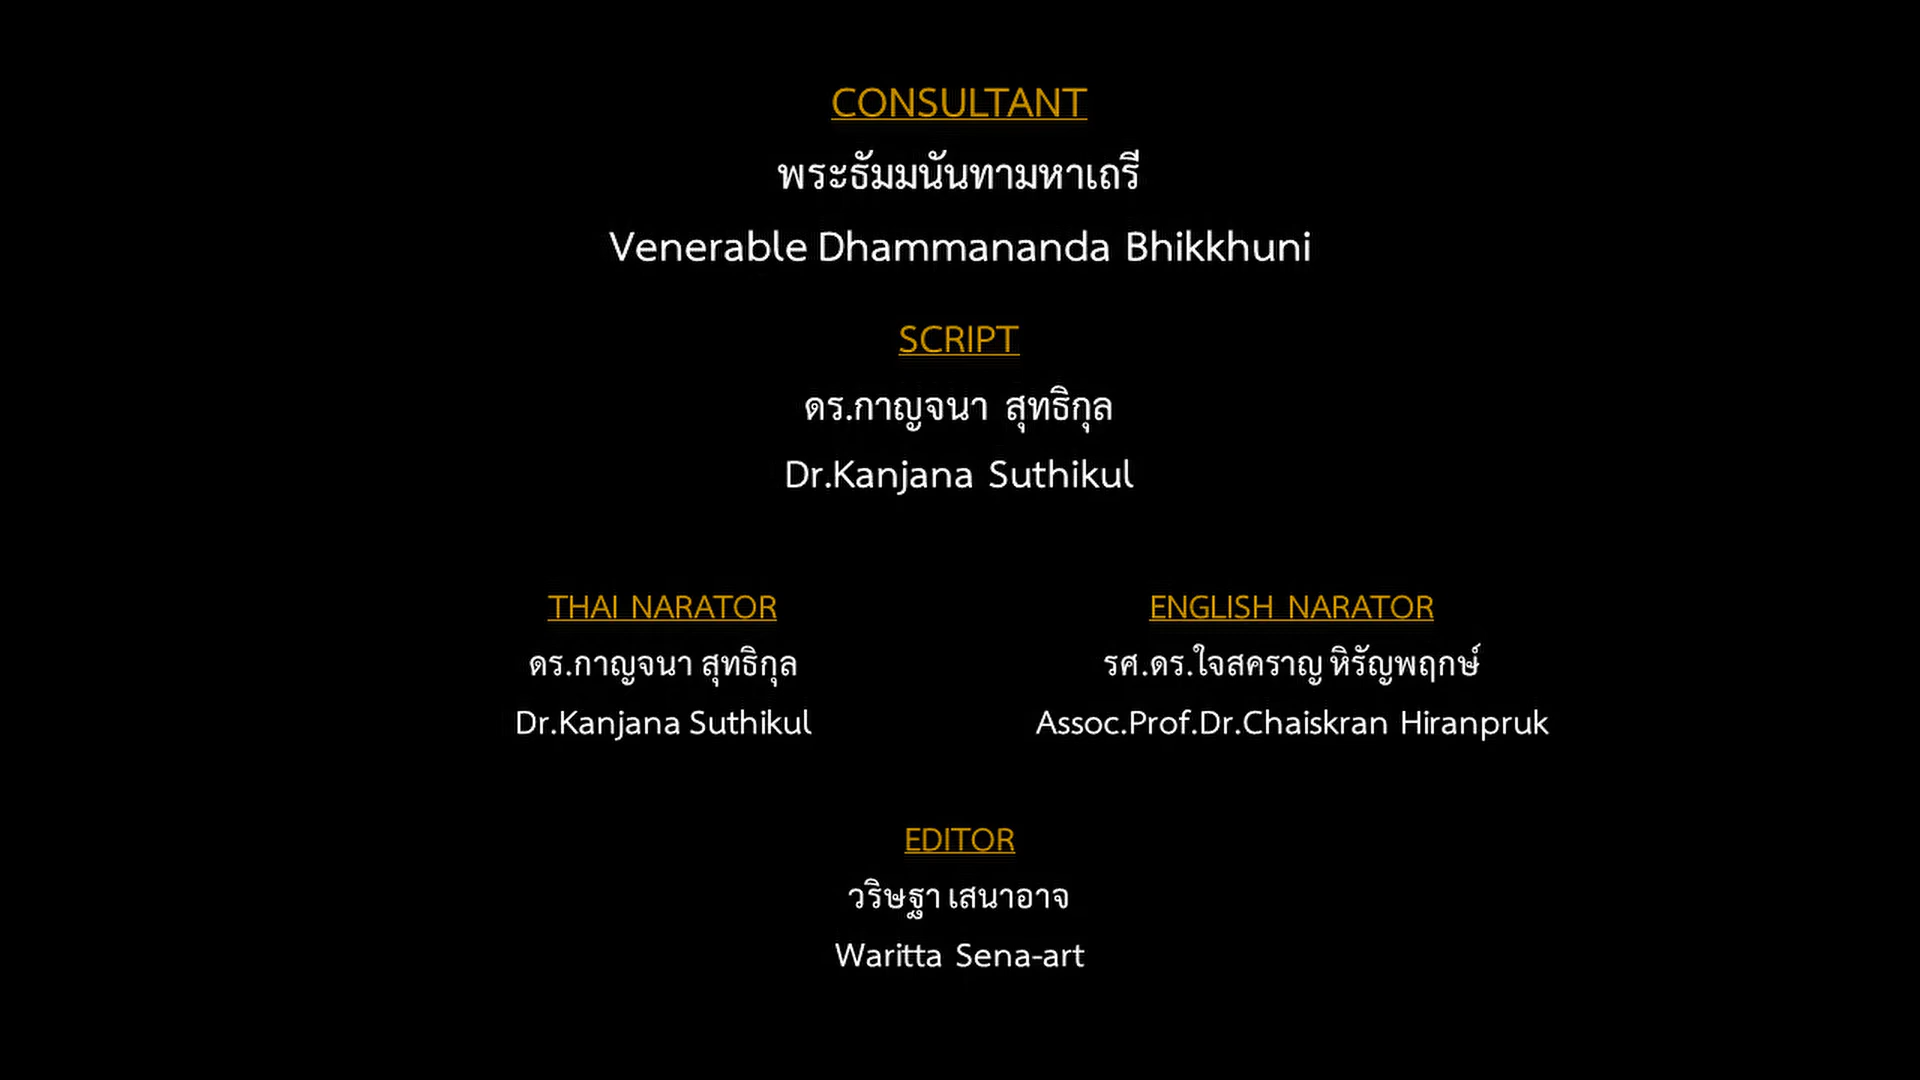 CONSULTANT
พระธัมมนันทามหาเถรี
Venerable Dhammananda Bhikkhuni
SCRIPT
ดร.กาญจนา สุทธิกุล
Dr.Kanjana Suthikul
THAI NARATOR
ดร.กาญจนา สุทธิกุล
Dr.Kanjana Suthikul
ENGLISH NARATOR
รศ.ดร.ใจสคราญ หิรัญพฤกษ์
Assoc.Prof.Dr.Chaiskran Hiranpruk
EDITOR
วริษฐา เสนาอาจ
Waritta Sena-art